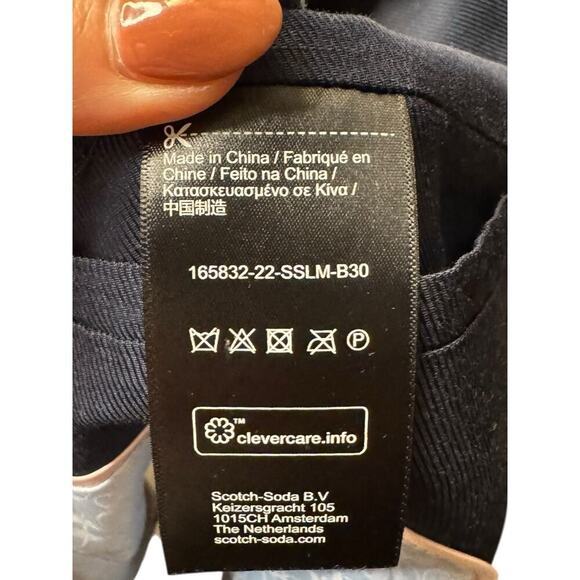 Made in China / Fabriqué en
Chine / Feito na China /
Κατασκευασμένο σε Κίνα /
中国制造
165832-22-SSLM-B30
P
™
clevercare.info
Scotch-Soda B.V
Keizersgracht 105
1015CH Amsterdam
The Netherlands
scotch-soda.com